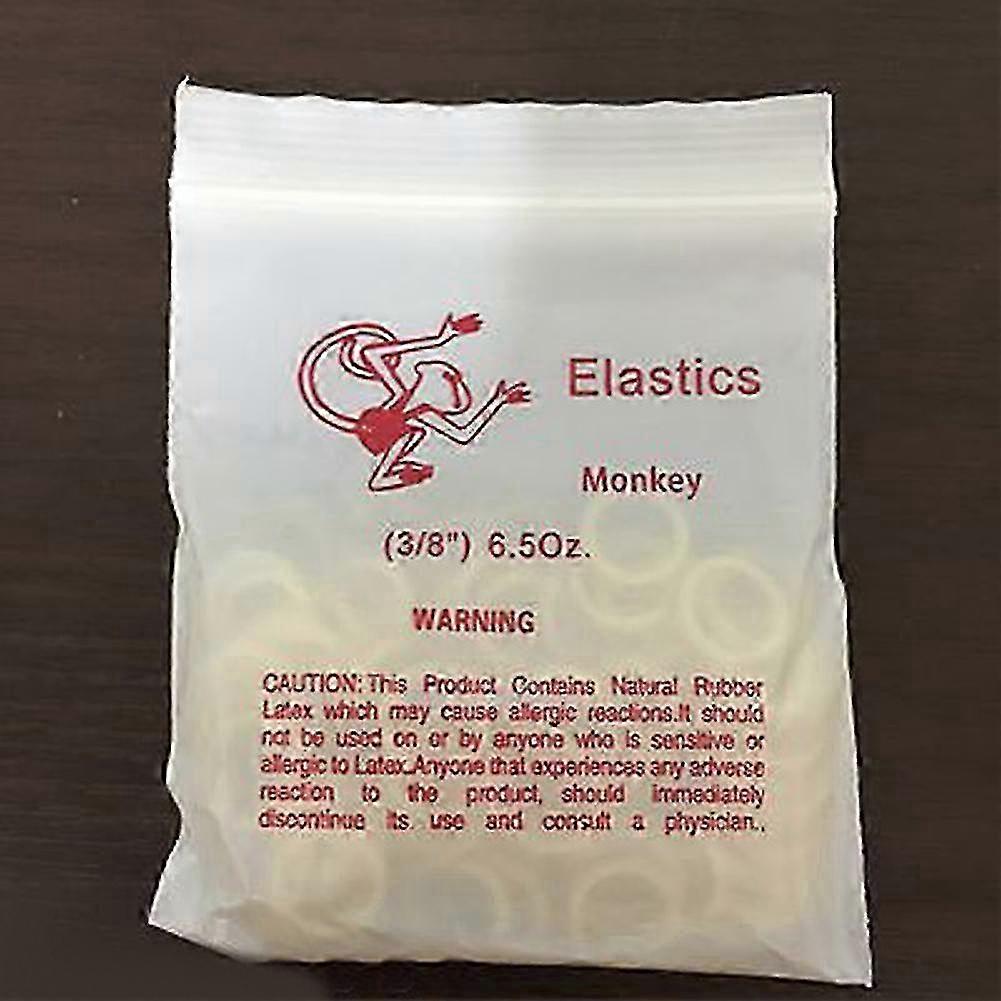 Elastics
Monkey
(3/8") 6.5Oz.
WARNING
CAUTION: This Product Contains Natural Rubber
Latex which may cause allergic reactions.It should
not be used on or by anyone who is sensitive or
allergic to Latex..Anyone that experiences any adverse
reaction to the product, should immediately
discontinue its. use and consult a physician..